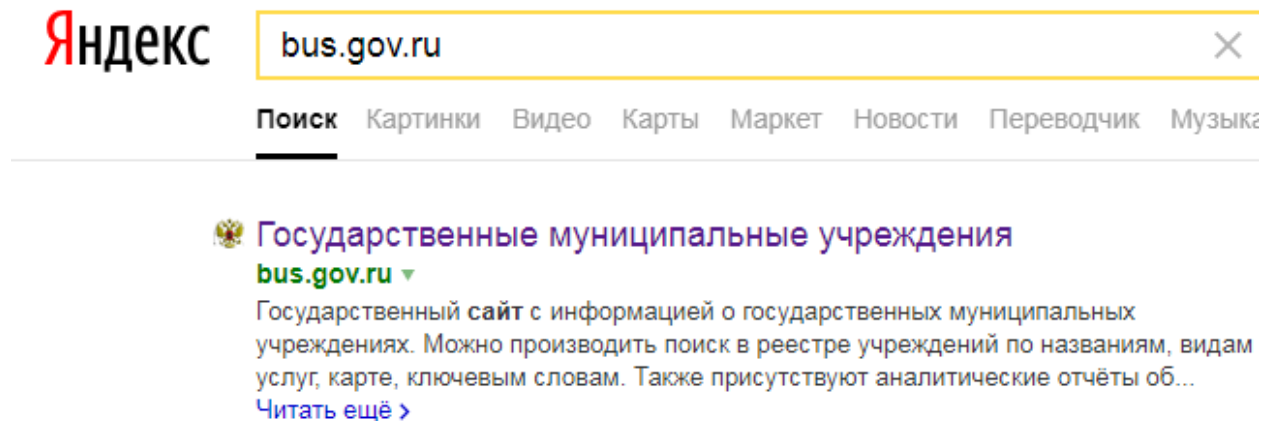 Яндекс
bus.gov.ru
Поиск Картинки Видео Карты Маркет Новости Переводчик Музыка
Государственные муниципальные учреждения
bus.gov.ru
Государственный сайт с информацией о государственных муниципальных
учреждениях. Можно производить поиск в реестре учреждений по названиям, видам
услуг, карте, ключевым словам. Также присутствуют аналитические отчёты об...
Читать ещё >